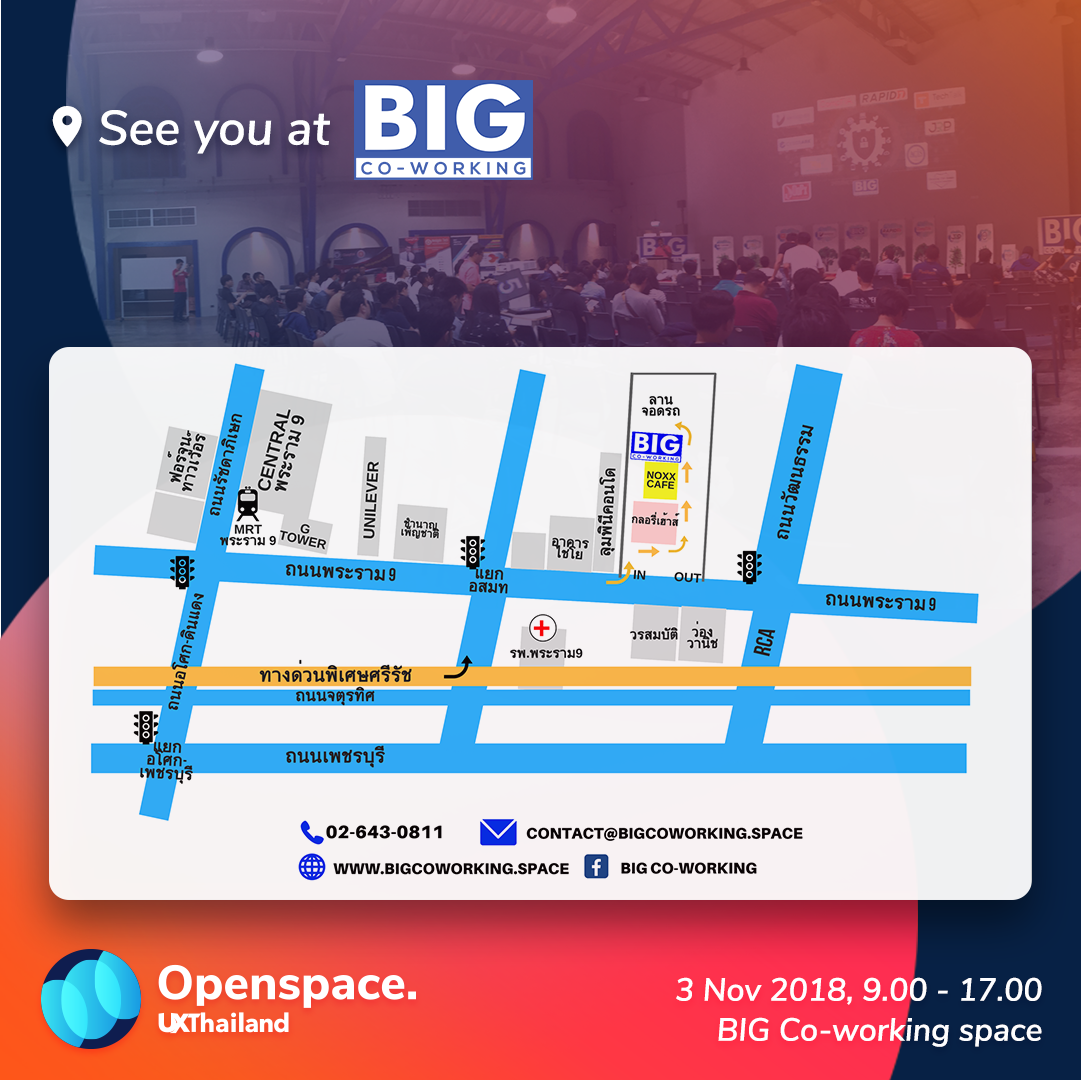 See you at
BIG
CO-WORKING
RAPID
BIG
BIG
ฟอร์จูน-
ทาวเวอร์
ถนนรัชดาภิเษก
CENTRAL
พระราม 9
MRT
พระราม 9
G
TOWER
UNILEVER
ชำนาญ
เพ็ญชาติ
อาคาร
ไชโย
ลุมพินีคอนโด
ลาน
จอดรถ
BIG
CO-WORKING
NOXX
CAFE
กลอรี่เฮ้าส์
IN
OUT
ถนนวัฒนธรรม
ถนนพระราม 9
แยก
อสมท
ถนนพระราม 9
ถนนอโศก-ดินแดง
รพ.พระราม9
วรสมบัติ
ว่อง
วานิช
RCA
ทางด่วนพิเศษศรีรัช
ถนนจตุรทิศ
แยก
อโศก-
เพชรบุรี
ถนนเพชรบุรี
02-643-0811
CONTACT@BIGCOWORKING.SPACE
WWW.BIGCOWORKING.SPACE
BIG CO-WORKING
Openspace.
UXThailand
3 Nov 2018, 9.00 - 17.00
BIG Co-working space